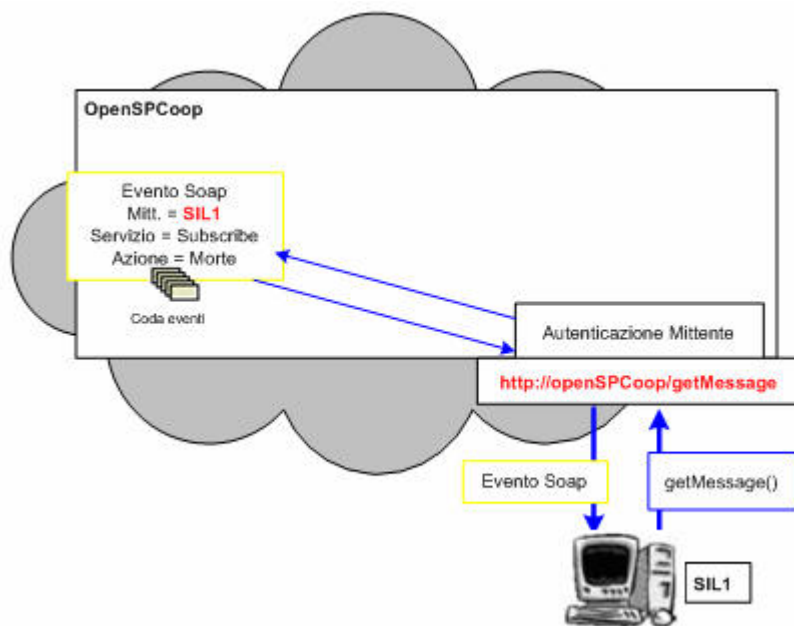 OpenSPCoop
Evento Soap
Mitt. = SIL1
Servizio = Subscribe
Azione = Morte
Coda eventi
Autenticazione Mittente
http://openSPCoop/getMessage
Evento Soap
getMessage()
SIL1